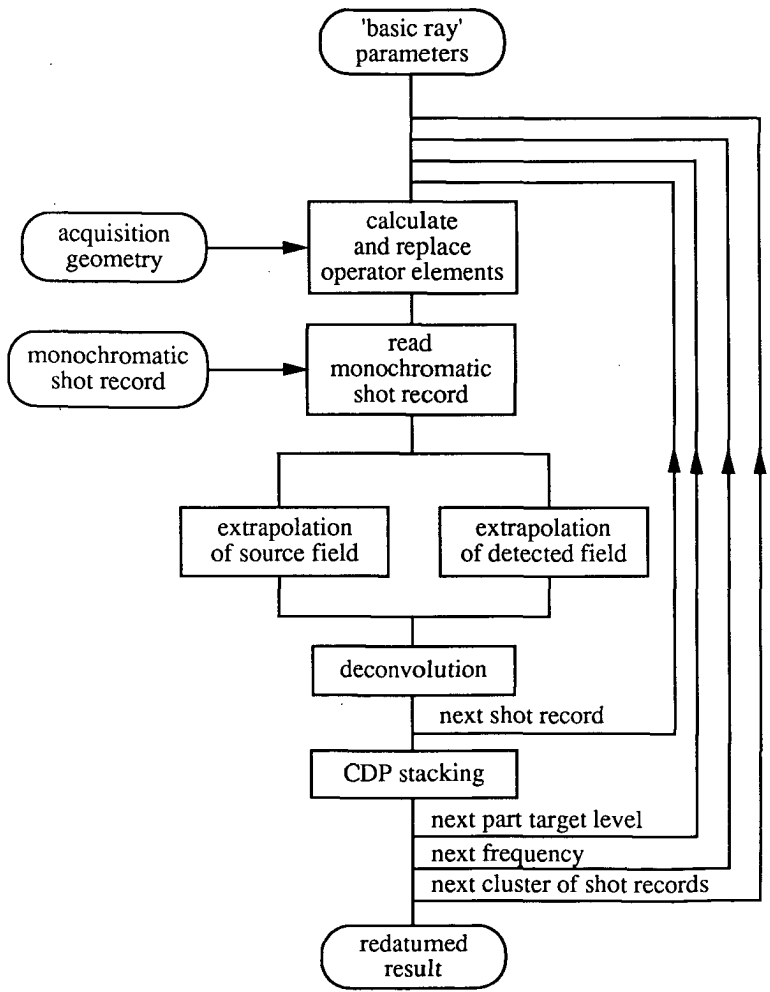 'basic ray'
parameters
acquisition
geometry
calculate
and replace
operator elements
monochromatic
shot record
read
monochromatic
shot record
extrapolation
of source field
extrapolation
of detected field
deconvolution
next shot record
CDP stacking
next part target level
next frequency
next cluster of shot records
redatumed
result